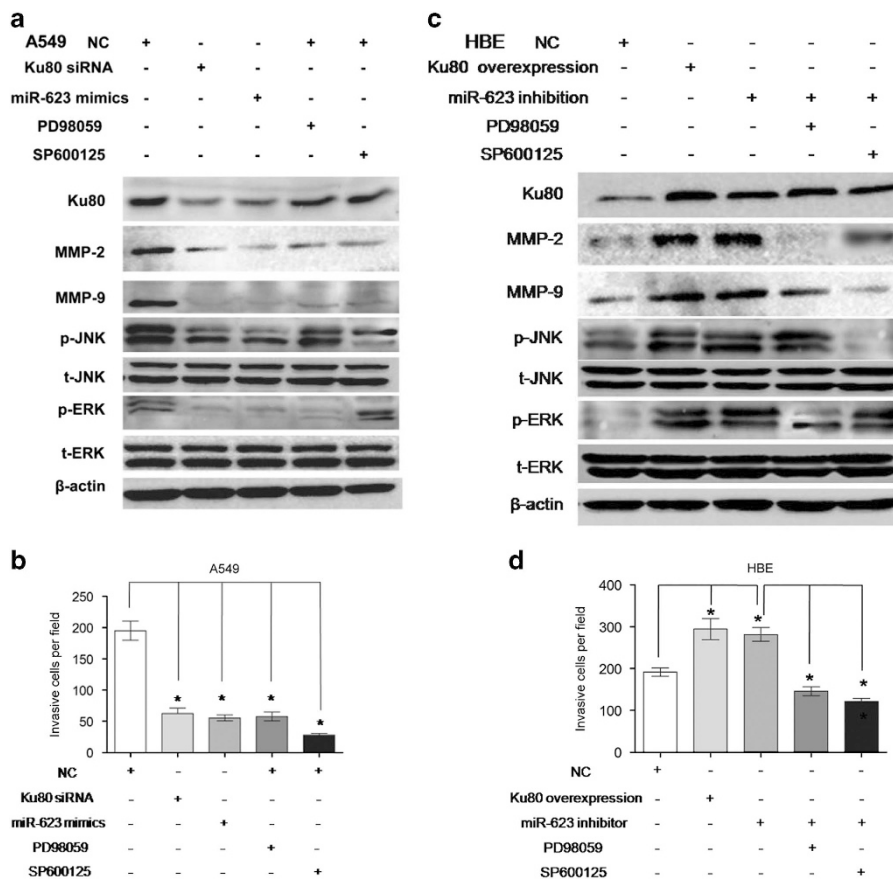 a
A549 NC + - - + +
Ku80 siRNA - + - - -
miR-623 mimics - - + - -
PD98059 - - - + -
SP600125 - - - - +
Ku80
MMP-2
MMP-9
p-JNK
t-JNK
p-ERK
t-ERK
β-actin
c
HBE NC + - - - -
Ku80 overexpression - + - - -
miR-623 inhibition - - + + +
PD98059 - - - + -
SP600125 - - - - +
Ku80
MMP-2
MMP-9
p-JNK
t-JNK
p-ERK
t-ERK
β-actin
b
A549
Invasive cells per field
250
200
150
100
50
0
* * * *
NC + - - + +
Ku80 siRNA - + - - -
miR-623 mimics - - + - -
PD98059 - - - + -
SP600125 - - - - +
d
HBE
Invasive cells per field
400
300
200
100
0
* * * * *
NC + - - - -
Ku80 overexpression - + - - -
miR-623 inhibitor - - + + +
PD98059 - - - + -
SP600125 - - - - +